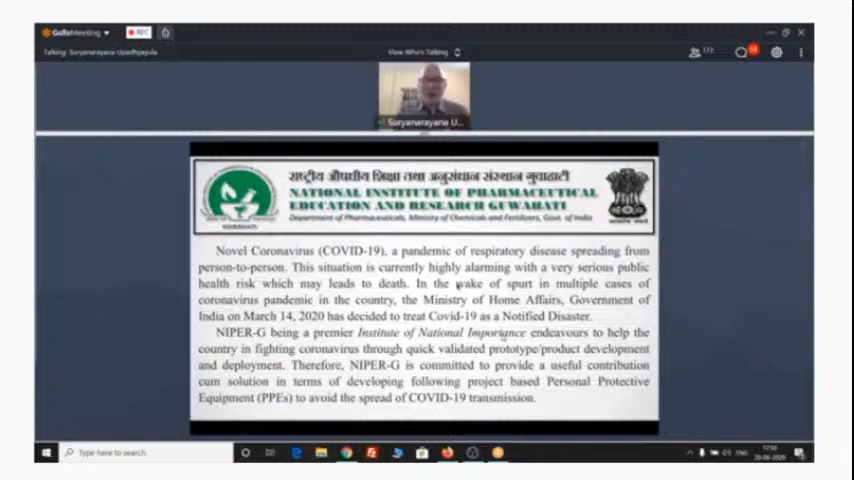 GoToMeeting
REC
Talking: Suryanarayana Upadhyayula
View Who's Talking
173
Suryanarayana U...
राष्ट्रीय औषधीय शिक्षा तथा अनुसंधान संस्थान गुवाहाटी
NATIONAL INSTITUTE OF PHARMACEUTICAL
EDUCATION AND RESEARCH GUWAHATI
Department of Pharmaceuticals, Ministry of Chemicals and Fertilizers, Govt. of India
GUWAHATI
Novel Coronavirus (COVID-19), a pandemic of respiratory disease spreading from
person-to-person. This situation is currently highly alarming with a very serious public
health risk which may leads to death. In the wake of spurt in multiple cases of
coronavirus pandemic in the country, the Ministry of Home Affairs, Government of
India on March 14, 2020 has decided to treat Covid-19 as a Notified Disaster.
NIPER-G being a premier Institute of National Importance endeavours to help the
country in fighting coronavirus through quick validated prototype/product development
and deployment. Therefore, NIPER-G is committed to provide a useful contribution
cum solution in terms of developing following project based Personal Protective
Equipment (PPEs) to avoid the spread of COVID-19 transmission.
Type here to search
ENG